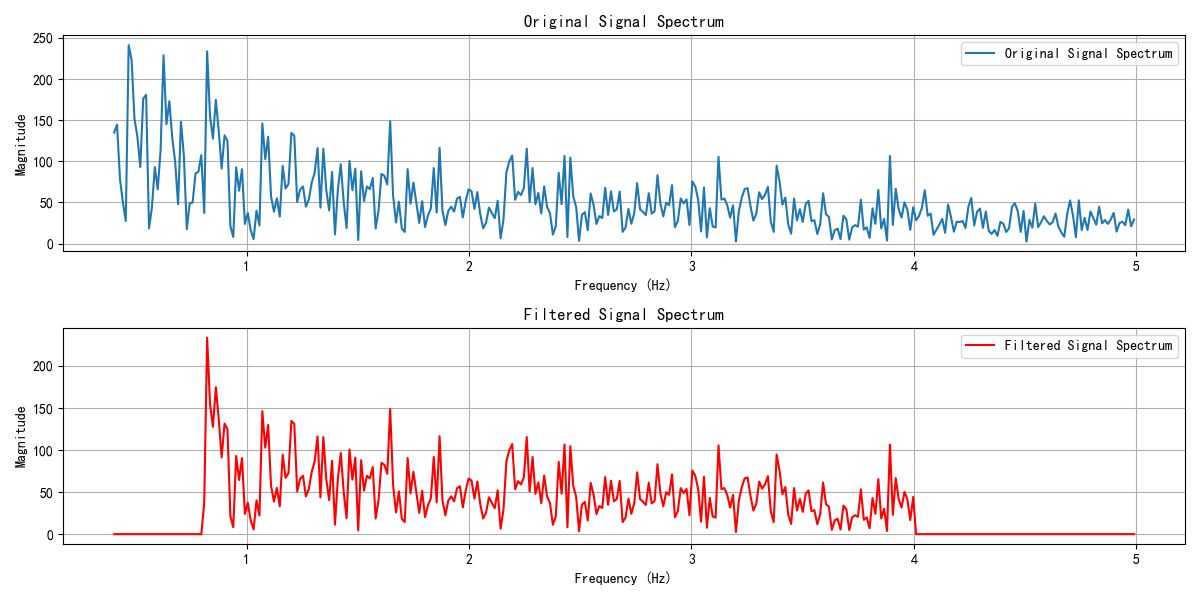 Original Signal Spectrum
250
200
150
100
50
0
Magnitude
Original Signal Spectrum
1
2
3
4
5
Frequency (Hz)
Filtered Signal Spectrum
200
150
100
50
0
Magnitude
Filtered Signal Spectrum
1
2
3
4
5
Frequency (Hz)